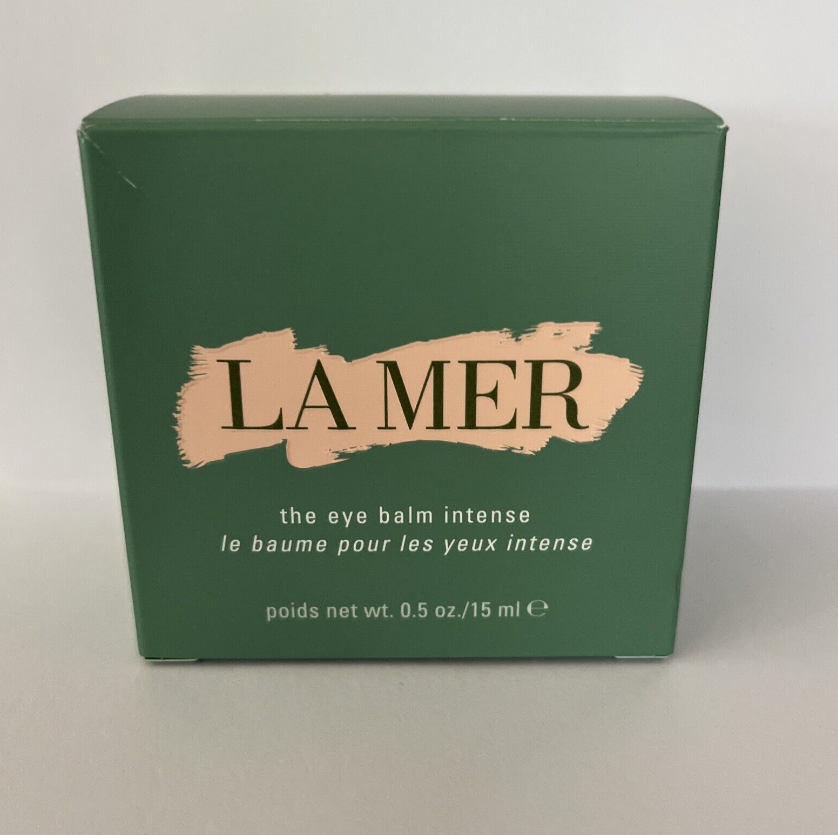 LA MER
the eye balm intense
le baume pour les yeux intense
poids net wt. 0.5 oz./15 ml ℮